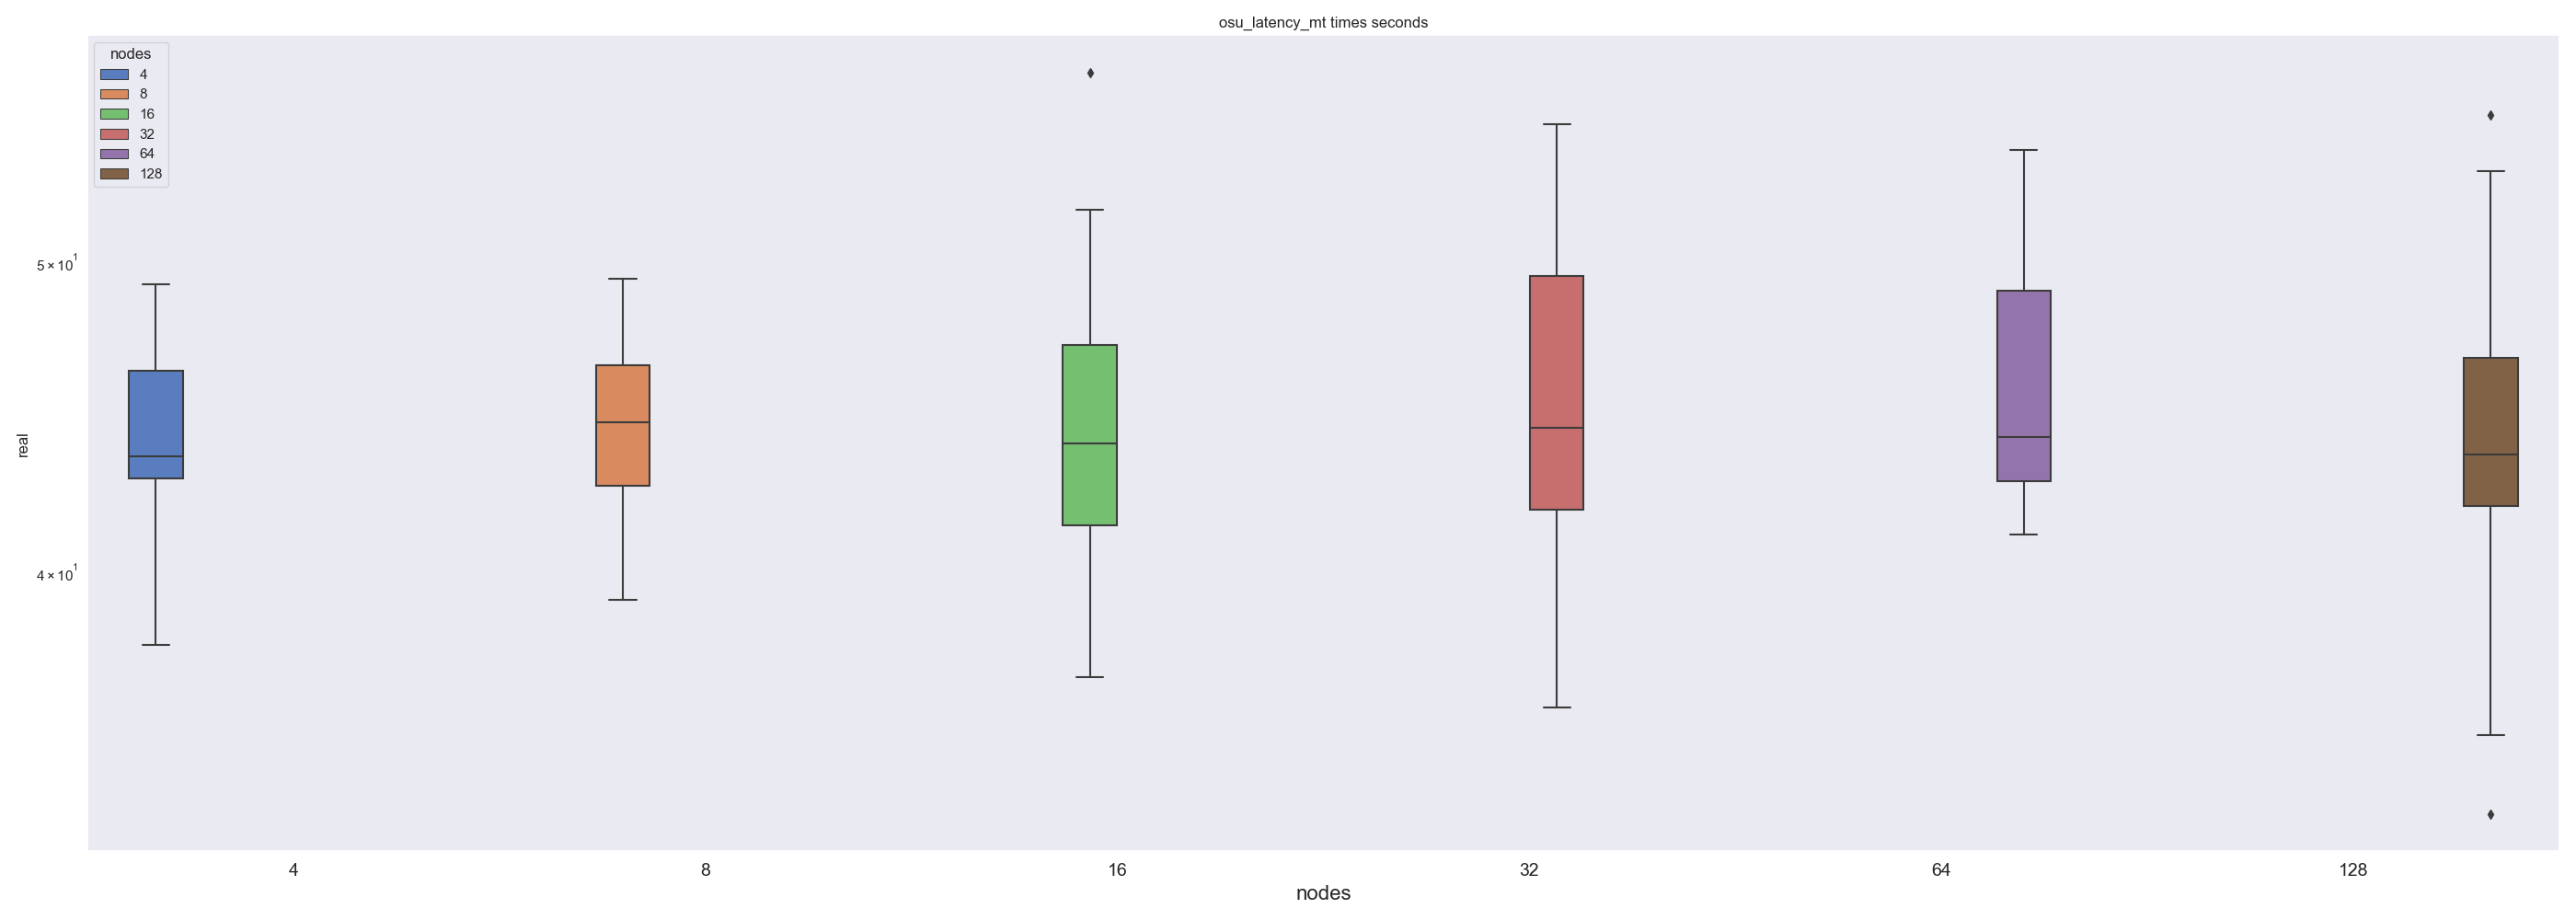 osu_latency_mt times seconds
nodes
4
8
16
32
64
128
5 × 10¹
4 × 10¹
real
4 8 16 32 64 128
nodes